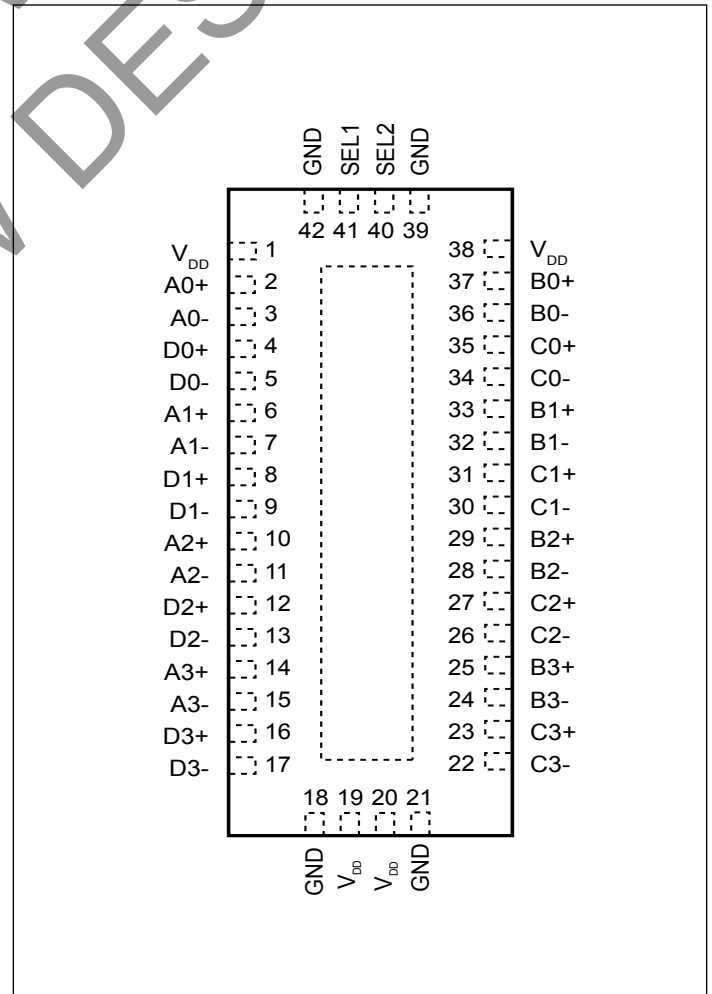 DES
GND SEL1 SEL2 GND
42 41 40 39
VDD 1 38 VDD
A0+ 2 37 B0+
A0- 3 36 B0-
D0+ 4 35 C0+
D0- 5 34 C0-
A1+ 6 33 B1+
A1- 7 32 B1-
D1+ 8 31 C1+
D1- 9 30 C1-
A2+ 10 29 B2+
A2- 11 28 B2-
D2+ 12 27 C2+
D2- 13 26 C2-
A3+ 14 25 B3+
A3- 15 24 B3-
D3+ 16 23 C3+
D3- 17 22 C3-
18 19 20 21
GND VDD VDD GND